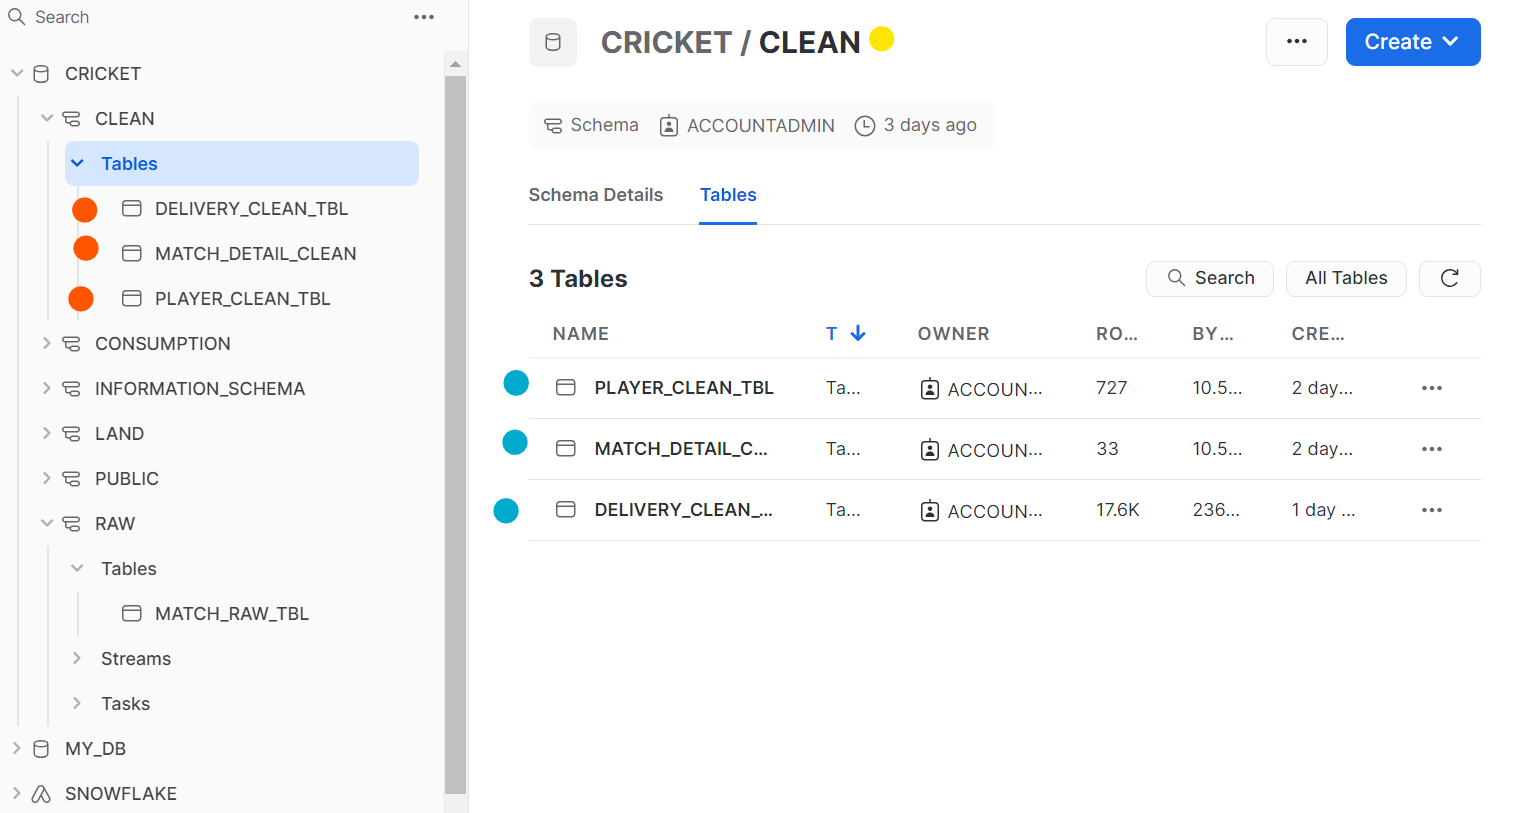 Search
CRICKET
CLEAN
Tables
DELIVERY_CLEAN_TBL
MATCH_DETAIL_CLEAN
PLAYER_CLEAN_TBL
CONSUMPTION
INFORMATION_SCHEMA
LAND
PUBLIC
RAW
Tables
MATCH_RAW_TBL
Streams
Tasks
MY_DB
SNOWFLAKE
CRICKET / CLEAN
... Create
Schema ACCOUNTADMIN 3 days ago
Schema Details Tables
3 Tables Search All Tables
NAME T OWNER RO... BY... CRE...
PLAYER_CLEAN_TBL Ta... ACCOUN... 727 10.5... 2 day... ...
MATCH_DETAIL_C... Ta... ACCOUN... 33 10.5... 2 day... ...
DELIVERY_CLEAN_... Ta... ACCOUN... 17.6K 236... 1 day ... ...